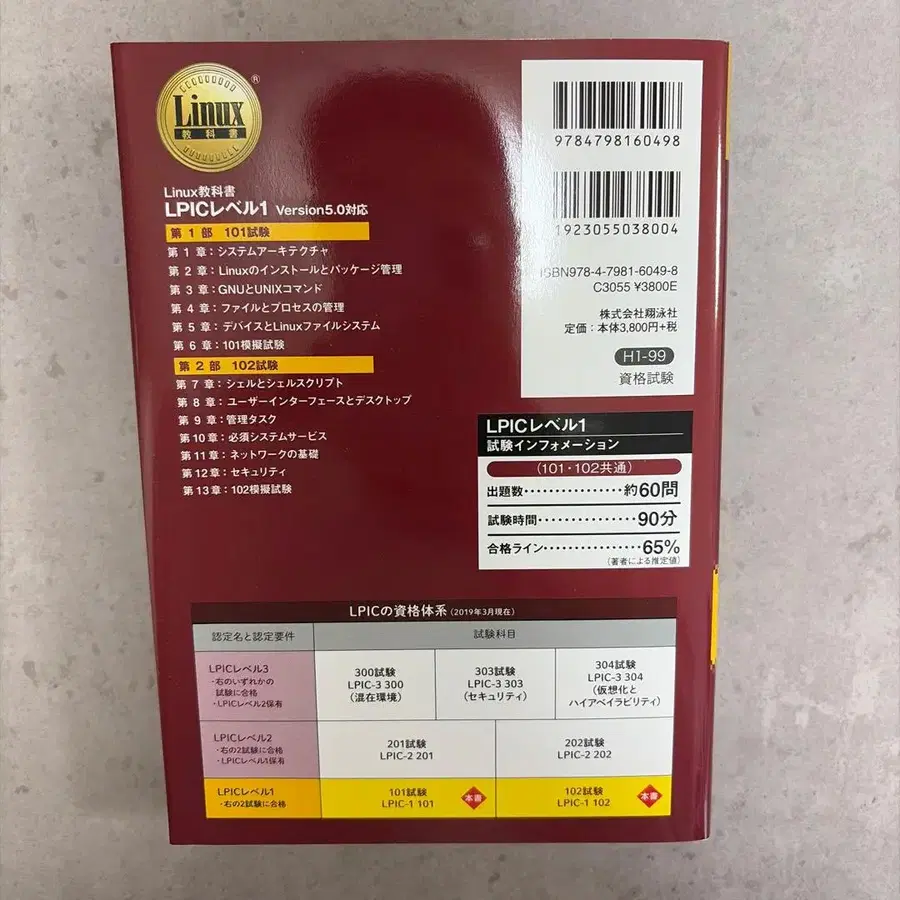 Linux
教科書
®
Linux教科書
LPICレベル1 Version5.0対応
第1部 101試験
第1章：システムアーキテクチャ
第2章：Linuxのインストールとパッケージ管理
第3章：GNUとUNIXコマンド
第4章：ファイルとプロセスの管理
第5章：デバイスとLinuxファイルシステム
第6章：101模擬試験
第2部 102試験
第7章：シェルとシェルスクリプト
第8章：ユーザーインターフェースとデスクトップ
第9章：管理タスク
第10章：必須システムサービス
第11章：ネットワークの基礎
第12章：セキュリティ
第13章：102模擬試験
9784798160498
1923055038004
ISBN978-4-7981-6049-8
C3055 ¥3800E
株式会社翔泳社
定価：本体3,800円+税
H1-99
資格試験
LPICレベル1
試験インフォメーション
（101・102共通）
出題数･･･････････････約60問
試験時間･･････････････90分
合格ライン･･････････････65%
（著者による推定値）
LPICの資格体系（2019年3月現在）
認定名と認定要件 試験科目
LPICレベル3
・右のいずれかの
試験に合格
・LPICレベル2保有
300試験
LPIC-3 300
（混在環境）
303試験
LPIC-3 303
（セキュリティ）
304試験
LPIC-3 304
（仮想化と
ハイアベイラビリティ）
LPICレベル2
・右の2試験に合格
・LPICレベル1保有
201試験
LPIC-2 201
202試験
LPIC-2 202
LPICレベル1
・右の2試験に合格
101試験
LPIC-1 101
本書
102試験
LPIC-1 102
本書